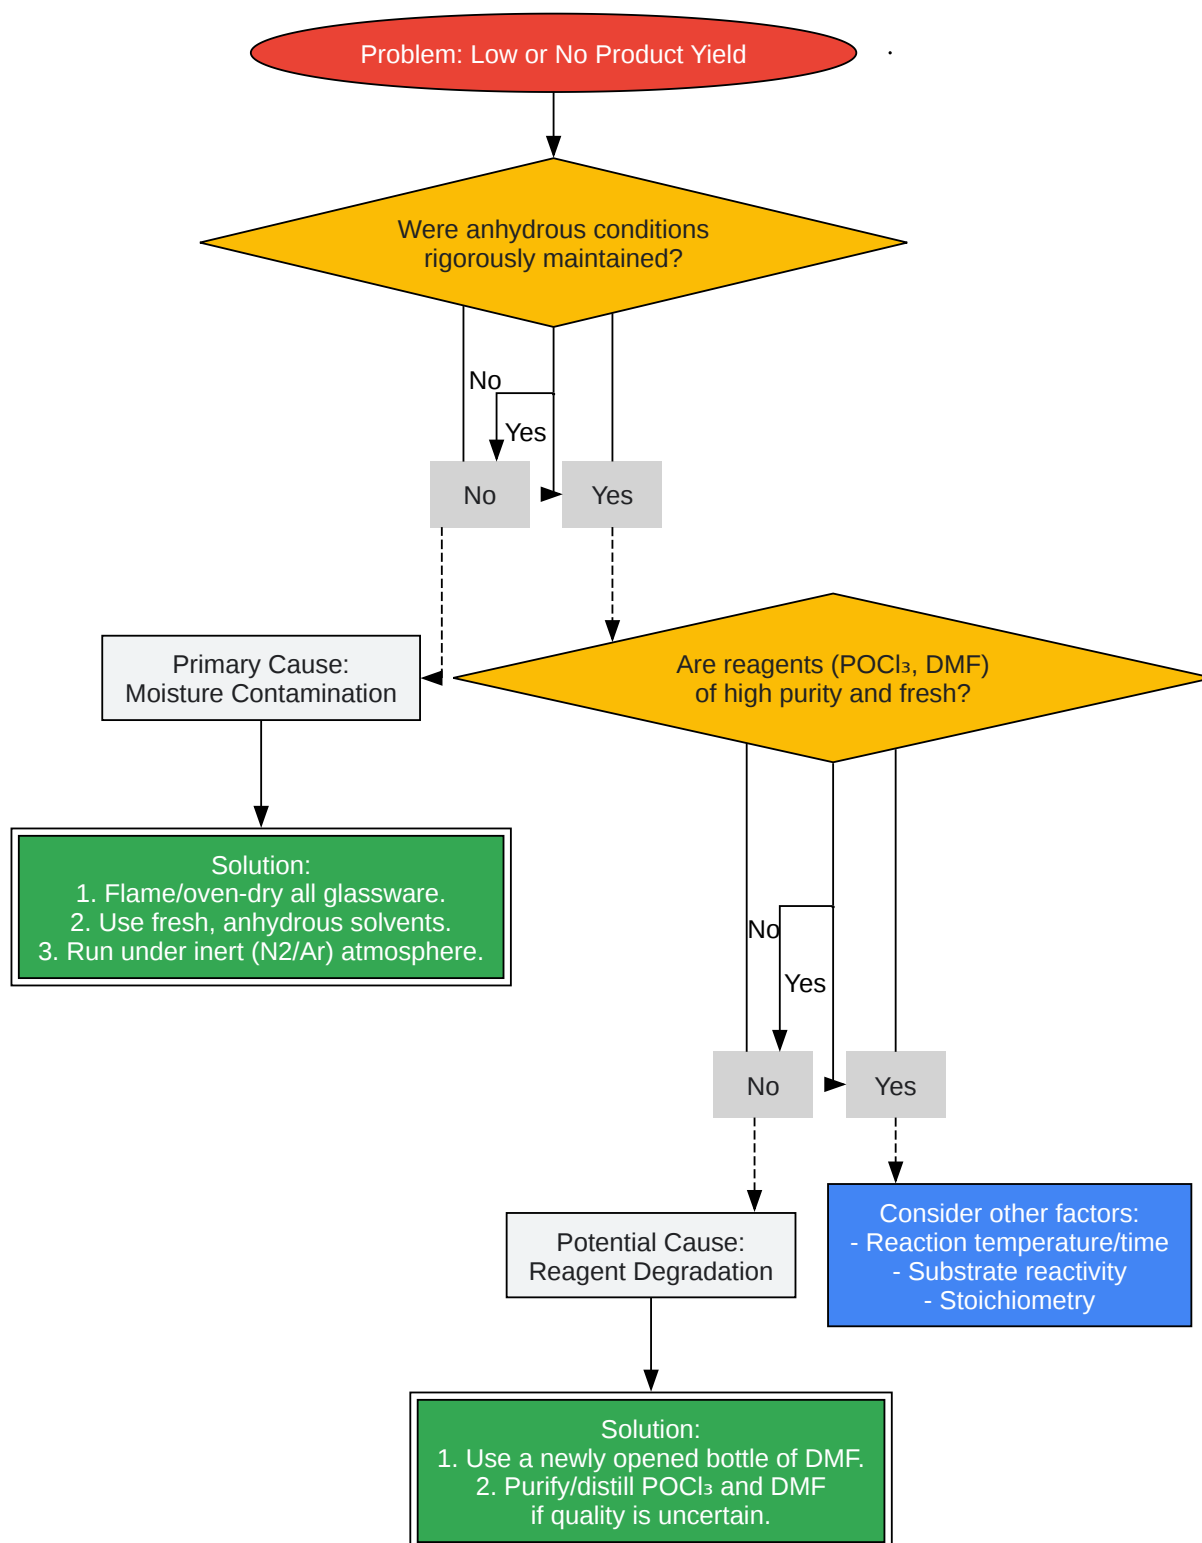 Problem: Low or No Product Yield
Were anhydrous conditions
rigorously maintained?
No
Yes
No
Yes
Primary Cause:
Moisture Contamination
Are reagents (POCl₃, DMF)
of high purity and fresh?
Solution:
1. Flame/oven-dry all glassware.
2. Use fresh, anhydrous solvents.
3. Run under inert (N2/Ar) atmosphere.
No
Yes
No
Yes
Potential Cause:
Reagent Degradation
Consider other factors:
- Reaction temperature/time
- Substrate reactivity
- Stoichiometry
Solution:
1. Use a newly opened bottle of DMF.
2. Purify/distill POCl₃ and DMF
if quality is uncertain.